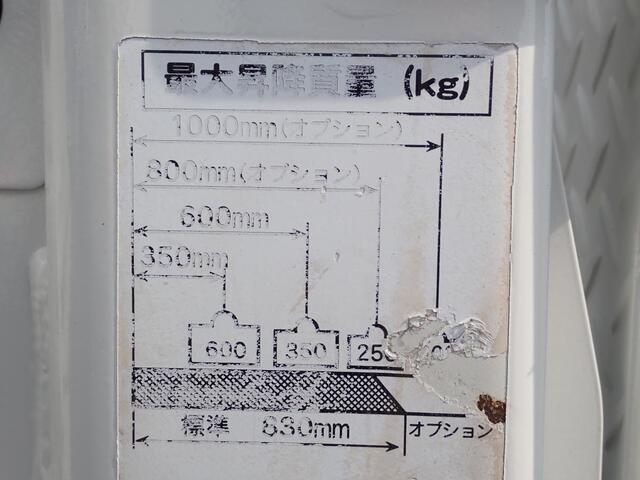 最大昇降質量 (kg)
1000mm(オプション)
800mm(オプション)
600mm
350mm
600 350 250
標準 830mm オプション